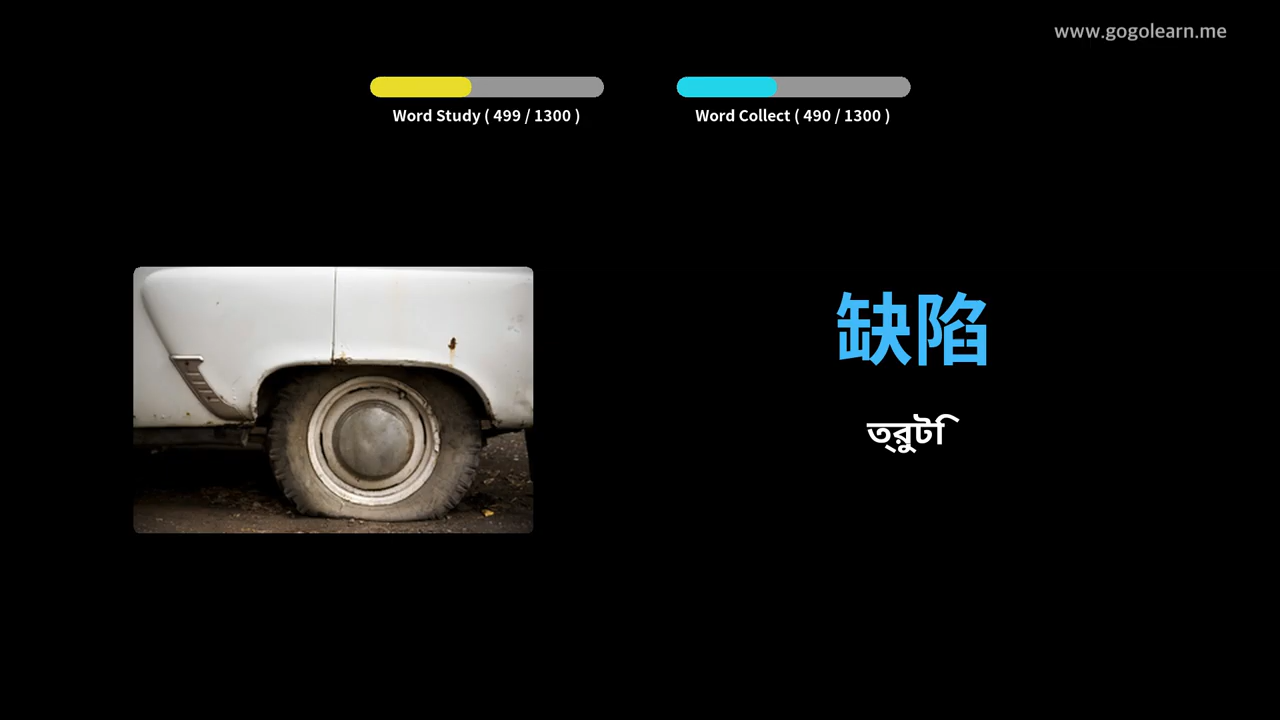 www.gogolearn.me
Word Study ( 499 / 1300 )
Word Collect ( 490 / 1300 )
缺陷
ত্রুটি